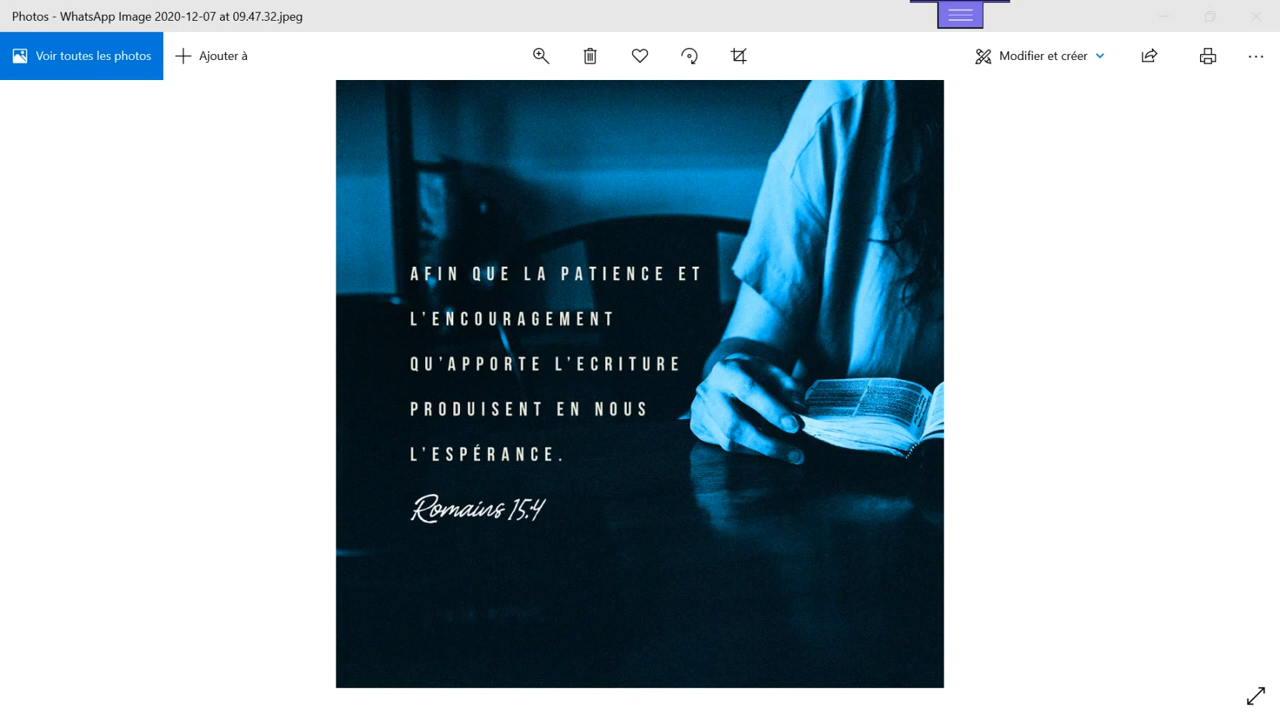 Photos - WhatsApp Image 2020-12-07 at 09.47.32.jpeg
Voir toutes les photos
Ajouter à
Modifier et créer
AFIN QUE LA PATIENCE ET
L'ENCOURAGEMENT
QU'APPORTE L'ECRITURE
PRODUISENT EN NOUS
L'ESPÉRANCE.
Romains 15:4